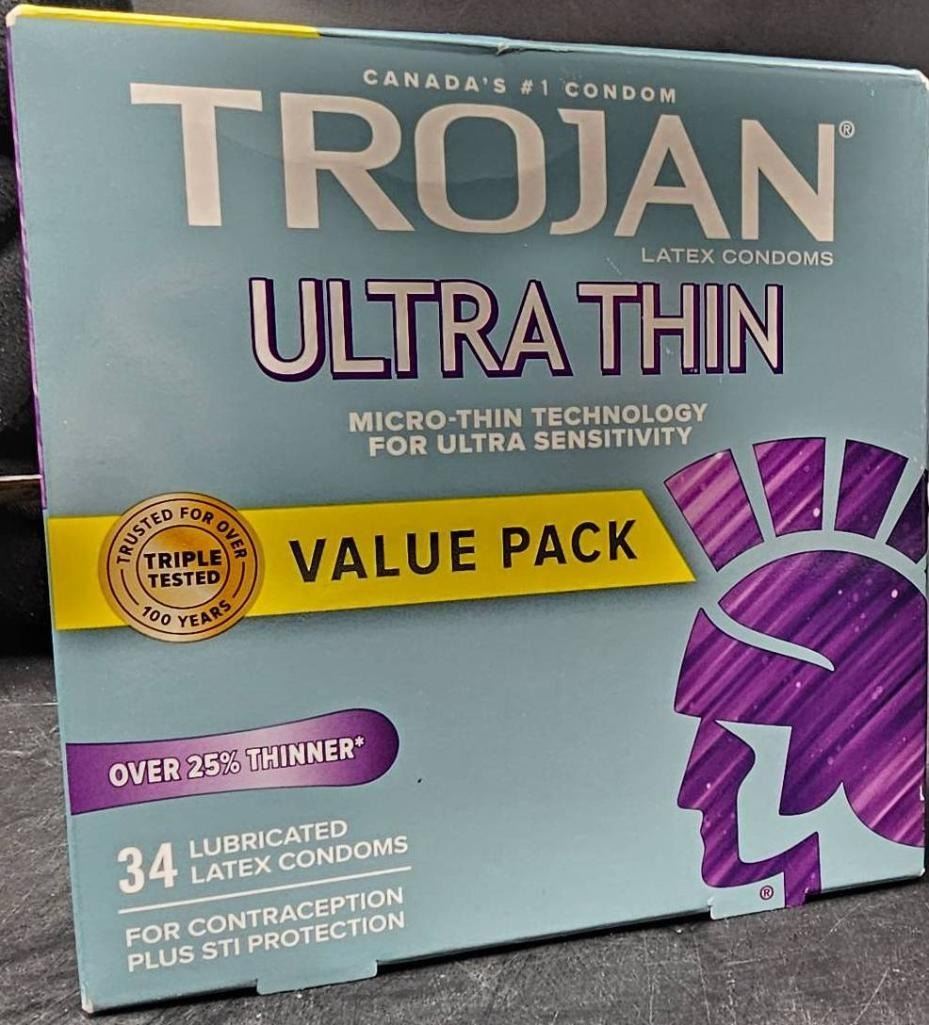 CANADA'S #1 CONDOM
TROJAN®
LATEX CONDOMS
ULTRA THIN
MICRO-THIN TECHNOLOGY
FOR ULTRA SENSITIVITY
TRUSTED FOR OVER
TRIPLE
TESTED
100 YEARS
VALUE PACK
OVER 25% THINNER*
34 LUBRICATED
LATEX CONDOMS
FOR CONTRACEPTION
PLUS STI PROTECTION
®